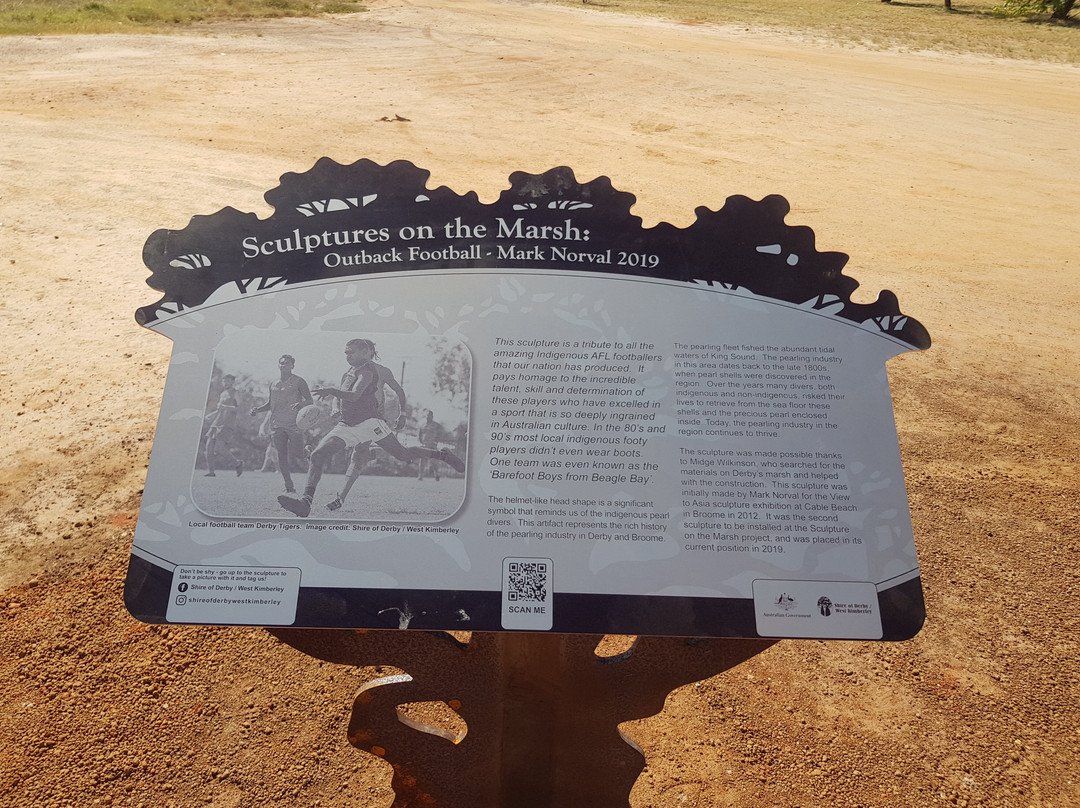 Sculptures on the Marsh:
Outback Football - Mark Norval 2019
Local football team Derby Tigers. Image credit: Shire of Derby / West Kimberley
This sculpture is a tribute to all the
amazing Indigenous AFL footballers
that our nation has produced. It
pays homage to the incredible
talent, skill and determination of
these players who have excelled in
a sport that is so deeply ingrained
in Australian culture. In the 80's and
90's most local indigenous footy
players didn't even wear boots.
One team was even known as the
'Barefoot Boys from Beagle Bay'.
The helmet-like head shape is a significant
symbol that reminds us of the indigenous pearl
divers. This artifact represents the rich history
of the pearling industry in Derby and Broome.
The pearling fleet fished the abundant tidal
waters of King Sound. The pearling industry
in this area dates back to the late 1800s,
when pearl shells were discovered in the
region. Over the years many divers, both
indigenous and non-indigenous, risked their
lives to retrieve from the sea floor these
shells and the precious pearl enclosed
inside. Today, the pearling industry in the
region continues to thrive.
The sculpture was made possible thanks
to Midge Wilkinson, who searched for the
materials on Derby's marsh and helped
with the construction. This sculpture was
initially made by Mark Norval for the View
to Asia sculpture exhibition at Cable Beach
in Broome in 2012. It was the second
sculpture to be installed at the Sculpture
on the Marsh project, and was placed in its
current position in 2019.
Don't be shy - go up to the sculpture to
take a picture with it and tag us!
Shire of Derby / West Kimberley
shireofderbywestkimberley
SCAN ME
Australian Government
Shire of Derby /
West Kimberley